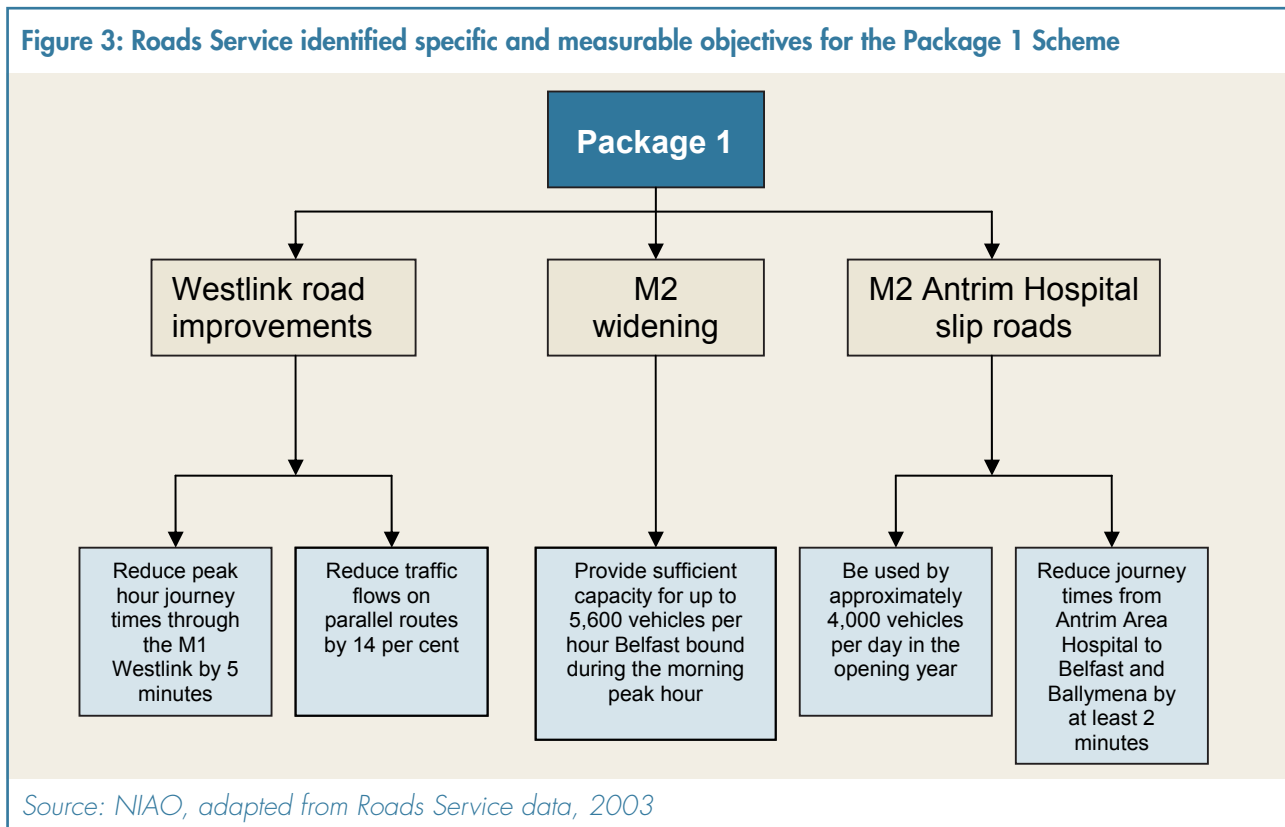 Figure 3: Roads Service identified specific and measurable objectives for the Package 1 Scheme
Package 1
Westlink road
improvements
M2
widening
M2 Antrim Hospital
slip roads
Reduce peak
hour journey
times through
the M1
Westlink by 5
minutes
Reduce traffic
flows on
parallel routes
by 14 per cent
Provide sufficient
capacity for up to
5,600 vehicles per
hour Belfast bound
during the morning
peak hour
Be used by
approximately
4,000 vehicles
per day in the
opening year
Reduce journey
times from
Antrim Area
Hospital to
Belfast and
Ballymena by
at least 2
minutes
Source: NIAO, adapted from Roads Service data, 2003